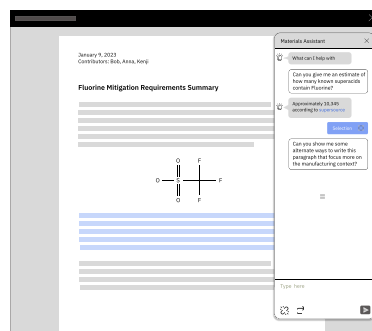 January 9, 2023
Contributors: Bob, Anna, Kenji
Fluorine Mitigation Requirements Summary
O F
O S F
O F
Materials Assistant
What can I help with
Can you give me an estimate of
how many known superacids
contain Fluorine?
Approximately 10,345
according to supersource
Selection
Can you show me some
alternate ways to write this
paragraph that focus more on
the manufacturing context?
Type here